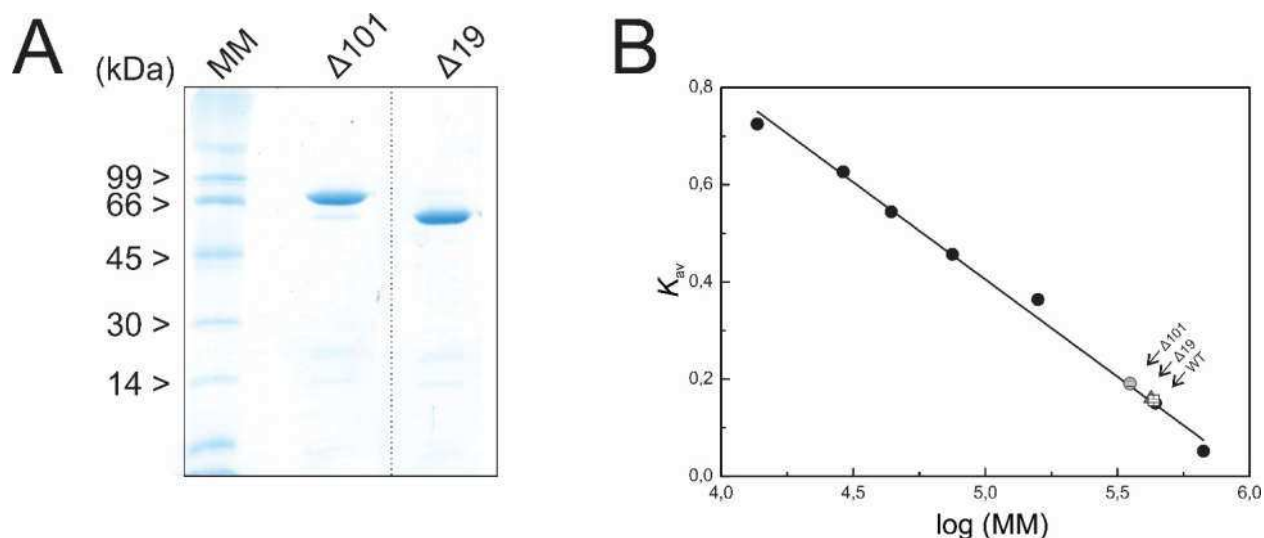 A
(kDa)
MM
Δ101
Δ19
99 >
66 >
45 >
30 >
14 >
B
0,8
0,6
0,4
0,2
0,0
Kav
Δ101
Δ19
WT
4,0 4,5 5,0 5,5 6,0
log (MM)